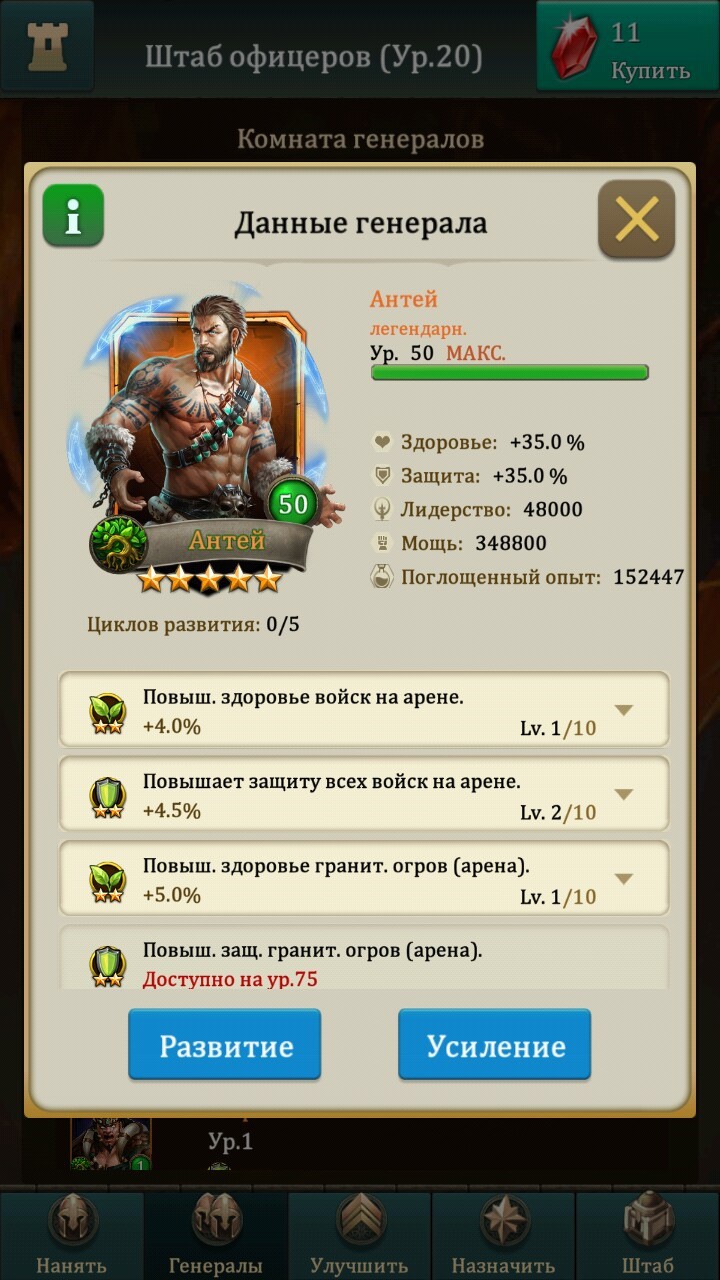 Штаб офицеров (Ур.20)
11
Купить
Комната генералов
i
Данные генерала
Антей
легендарн.
Ур. 50 МАКС.
Здоровье: +35.0 %
Защита: +35.0 %
Лидерство: 48000
Мощь: 348800
Поглощенный опыт: 152447
50
Антей
Циклов развития: 0/5
Повыш. здоровье войск на арене.
+4.0%
Lv. 1/10
Повышает защиту всех войск на арене.
+4.5%
Lv. 2/10
Повыш. здоровье гранит. огров (арена).
+5.0%
Lv. 1/10
Повыш. защ. гранит. огров (арена).
Доступно на ур.75
Развитие
Усиление
Ур.1
1
Нанять
Генералы
Улучшить
Назначить
Штаб